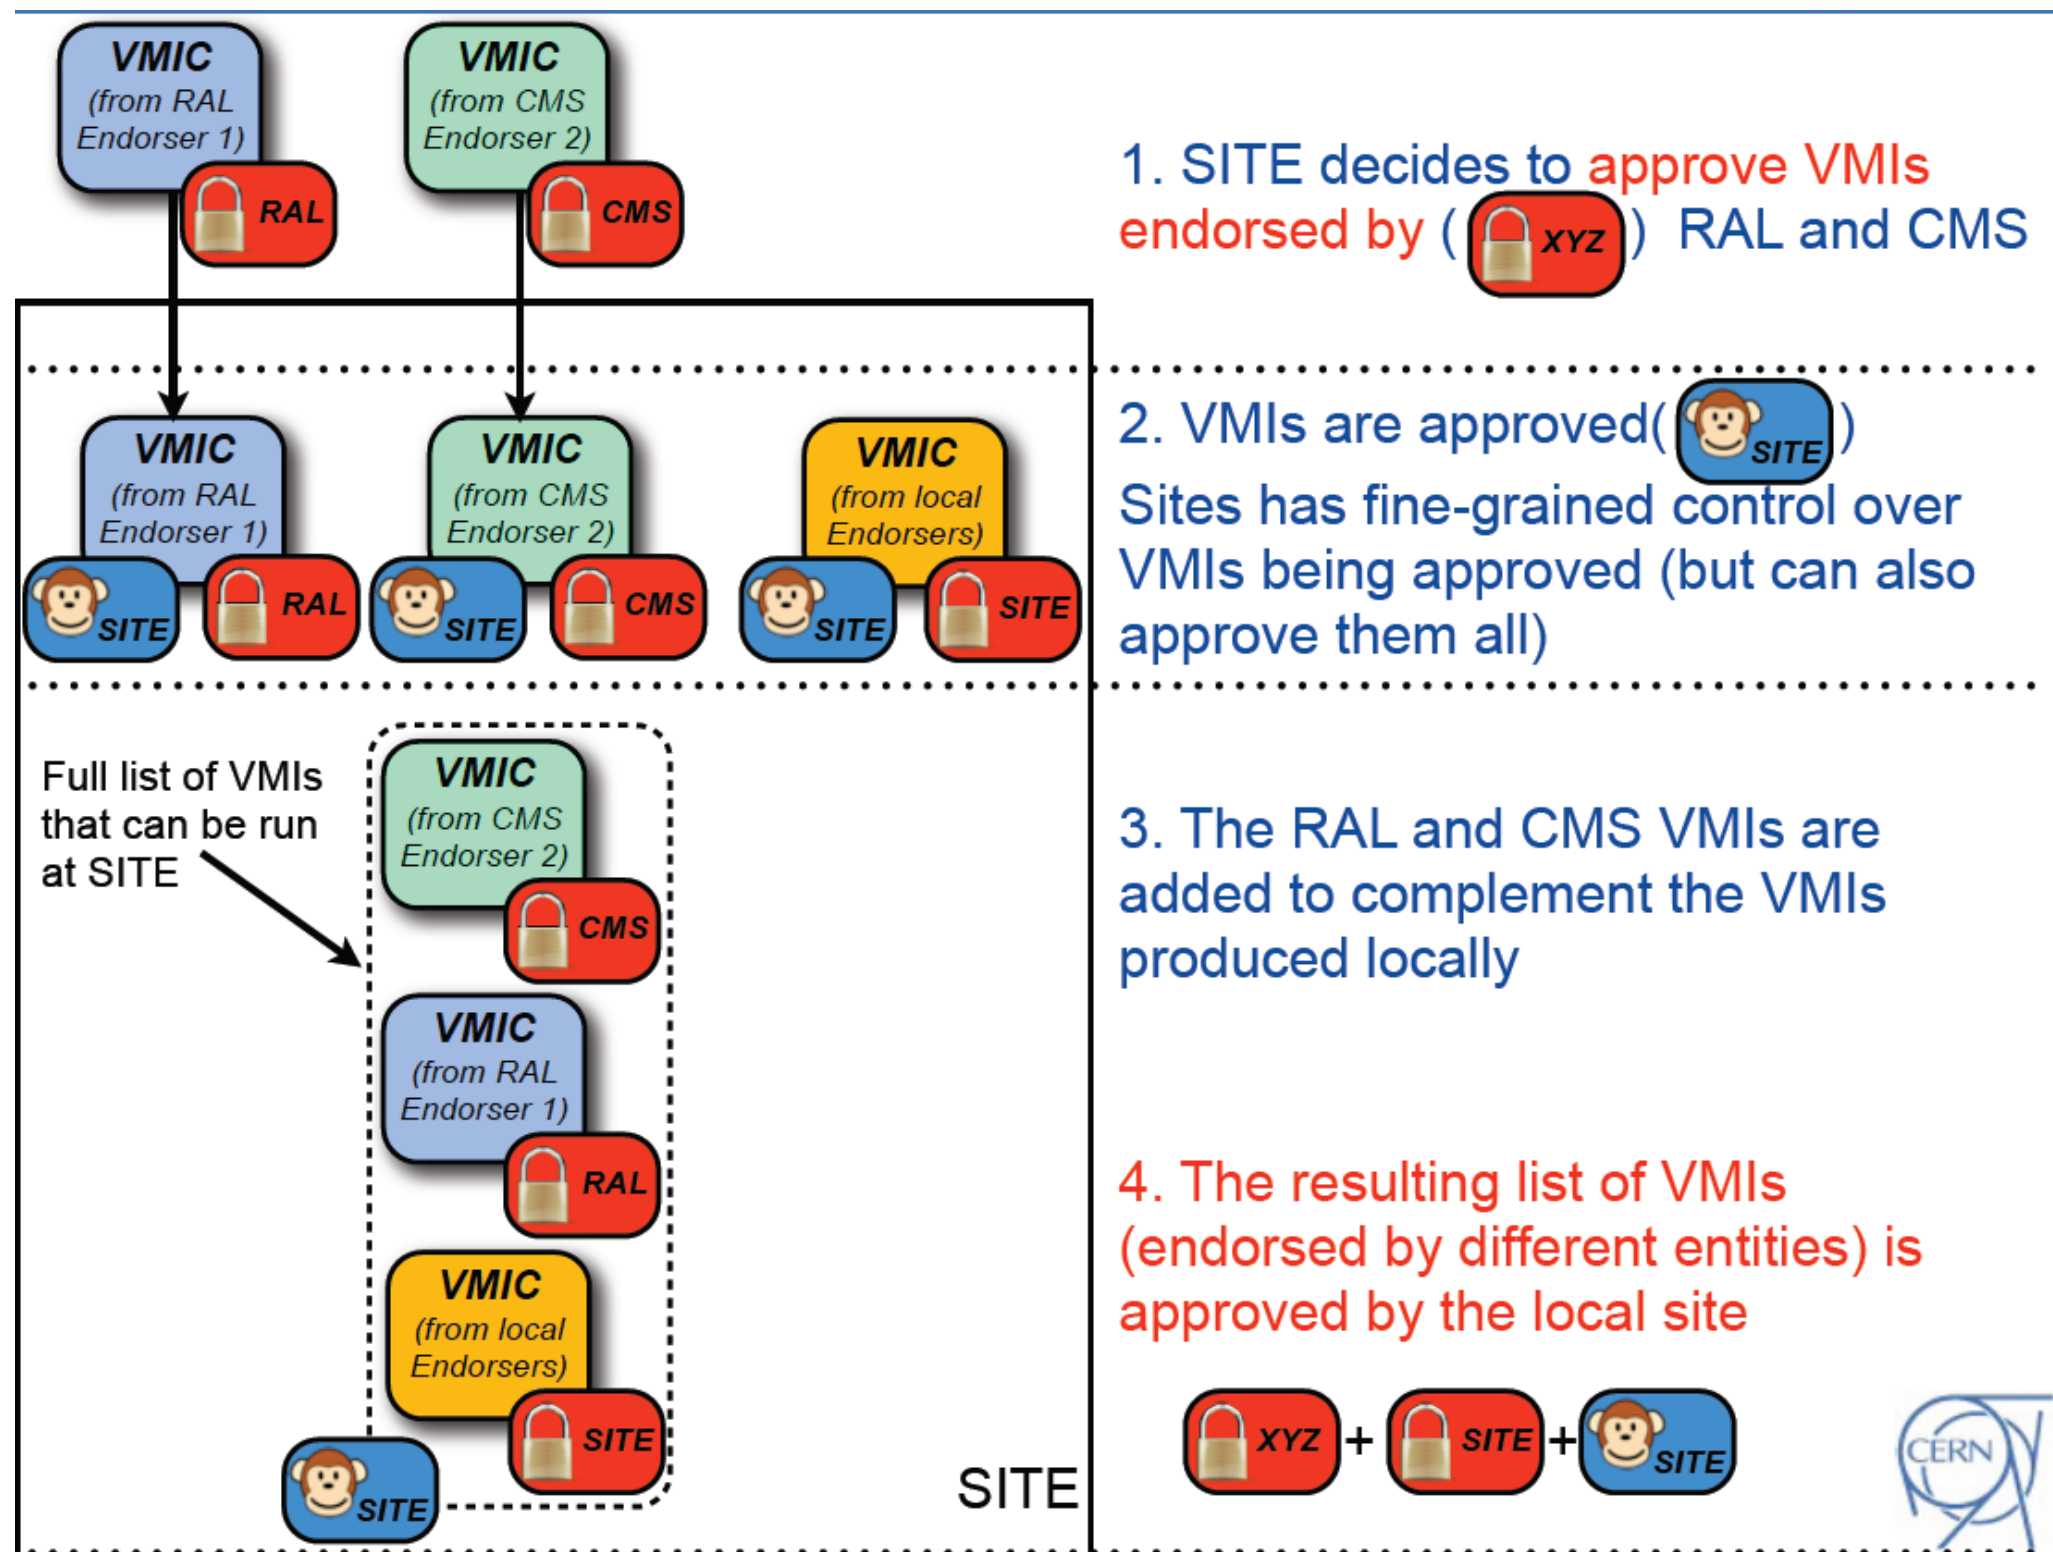 VMIC
(from RAL
Endorser 1)
RAL
VMIC
(from CMS
Endorser 2)
CMS
1. SITE decides to approve VMIs
endorsed by ( XYZ ) RAL and CMS
VMIC
(from RAL
Endorser 1)
SITE
RAL
VMIC
(from CMS
Endorser 2)
SITE
CMS
VMIC
(from local
Endorsers)
SITE
SITE
2. VMIs are approved( SITE )
Sites has fine-grained control over
VMIs being approved (but can also
approve them all)
Full list of VMIs
that can be run
at SITE
VMIC
(from CMS
Endorser 2)
CMS
VMIC
(from RAL
Endorser 1)
RAL
VMIC
(from local
Endorsers)
SITE
SITE
SITE
3. The RAL and CMS VMIs are
added to complement the VMIs
produced locally
4. The resulting list of VMIs
(endorsed by different entities) is
approved by the local site
XYZ + SITE + SITE
CERN